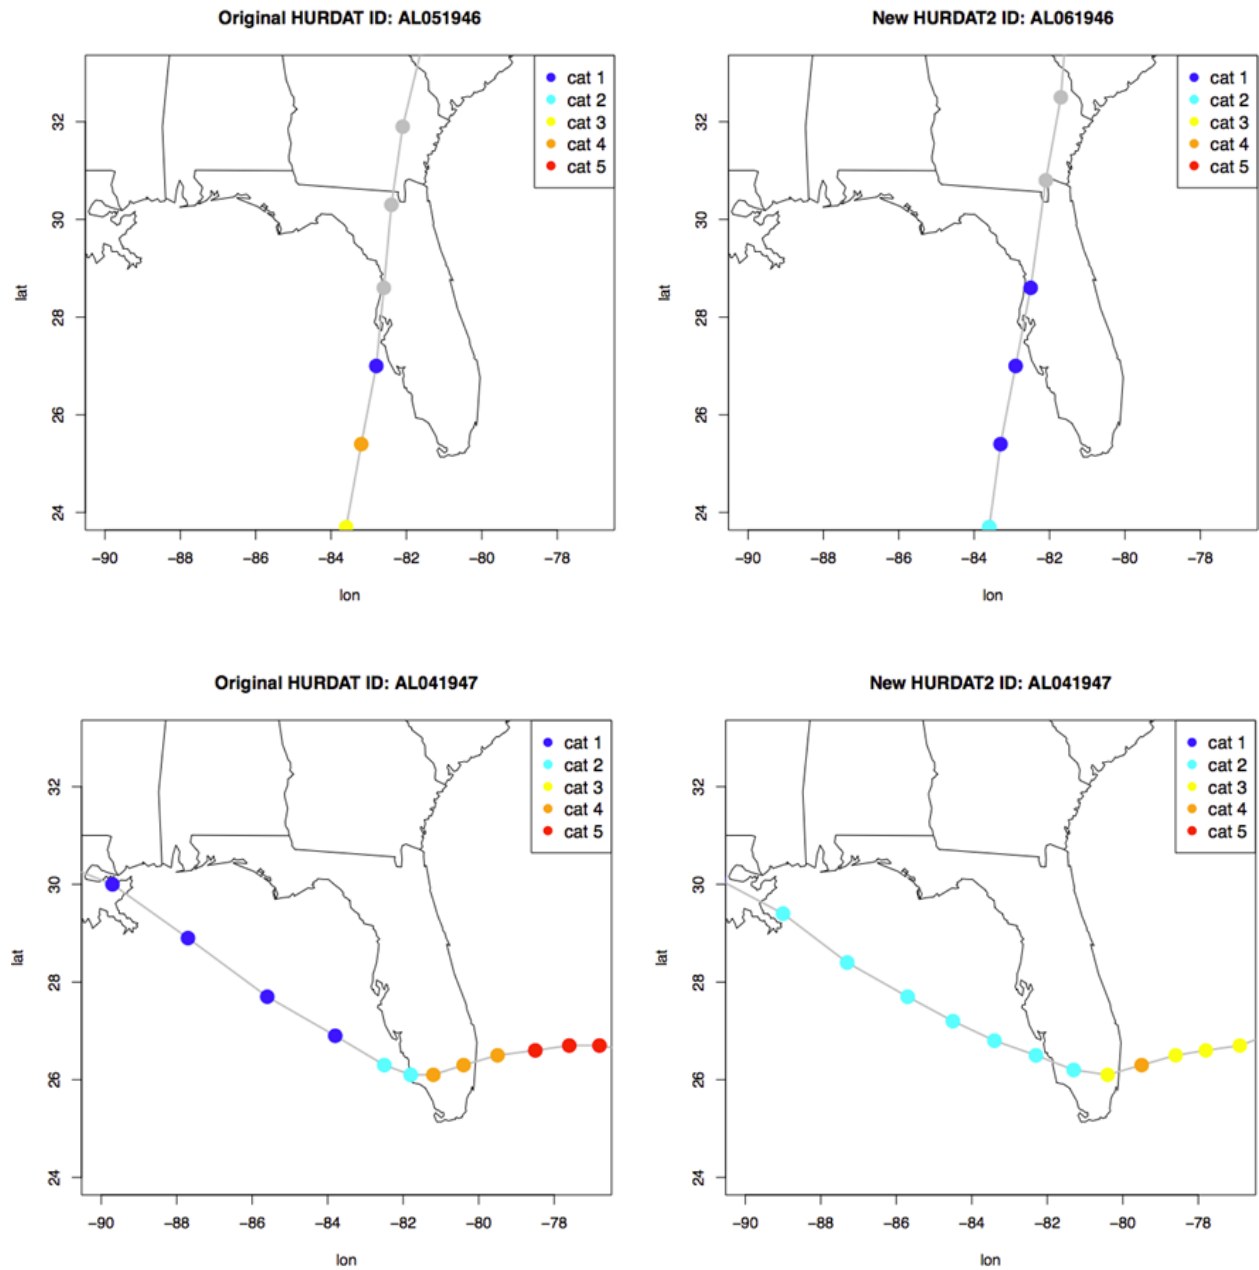 Original HURDAT ID: AL051946
cat 1
cat 2
cat 3
cat 4
cat 5
32
30
28
26
24
lat
−90 −88 −86 −84 −82 −80 −78
lon
New HURDAT2 ID: AL061946
cat 1
cat 2
cat 3
cat 4
cat 5
32
30
28
26
24
lat
−90 −88 −86 −84 −82 −80 −78
lon
Original HURDAT ID: AL041947
cat 1
cat 2
cat 3
cat 4
cat 5
32
30
28
26
24
lat
−90 −88 −86 −84 −82 −80 −78
lon
New HURDAT2 ID: AL041947
cat 1
cat 2
cat 3
cat 4
cat 5
32
30
28
26
24
lat
−90 −88 −86 −84 −82 −80 −78
lon